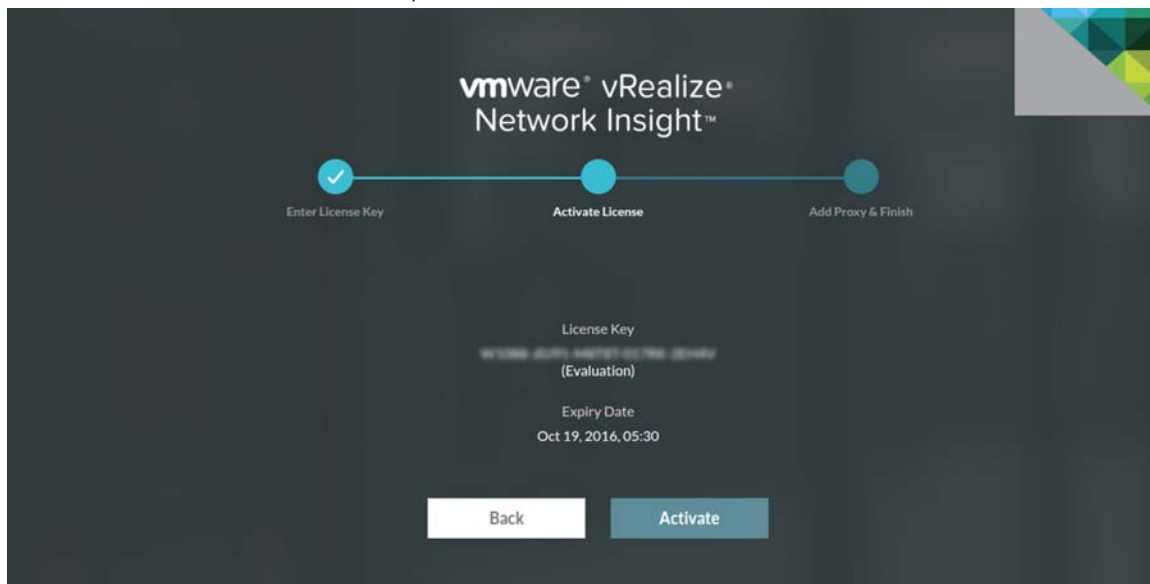 vmware® vRealize®
Network Insight™
Enter License Key
Activate License
Add Proxy & Finish
License Key
(Evaluation)
Expiry Date
Oct 19, 2016, 05:30
Back
Activate